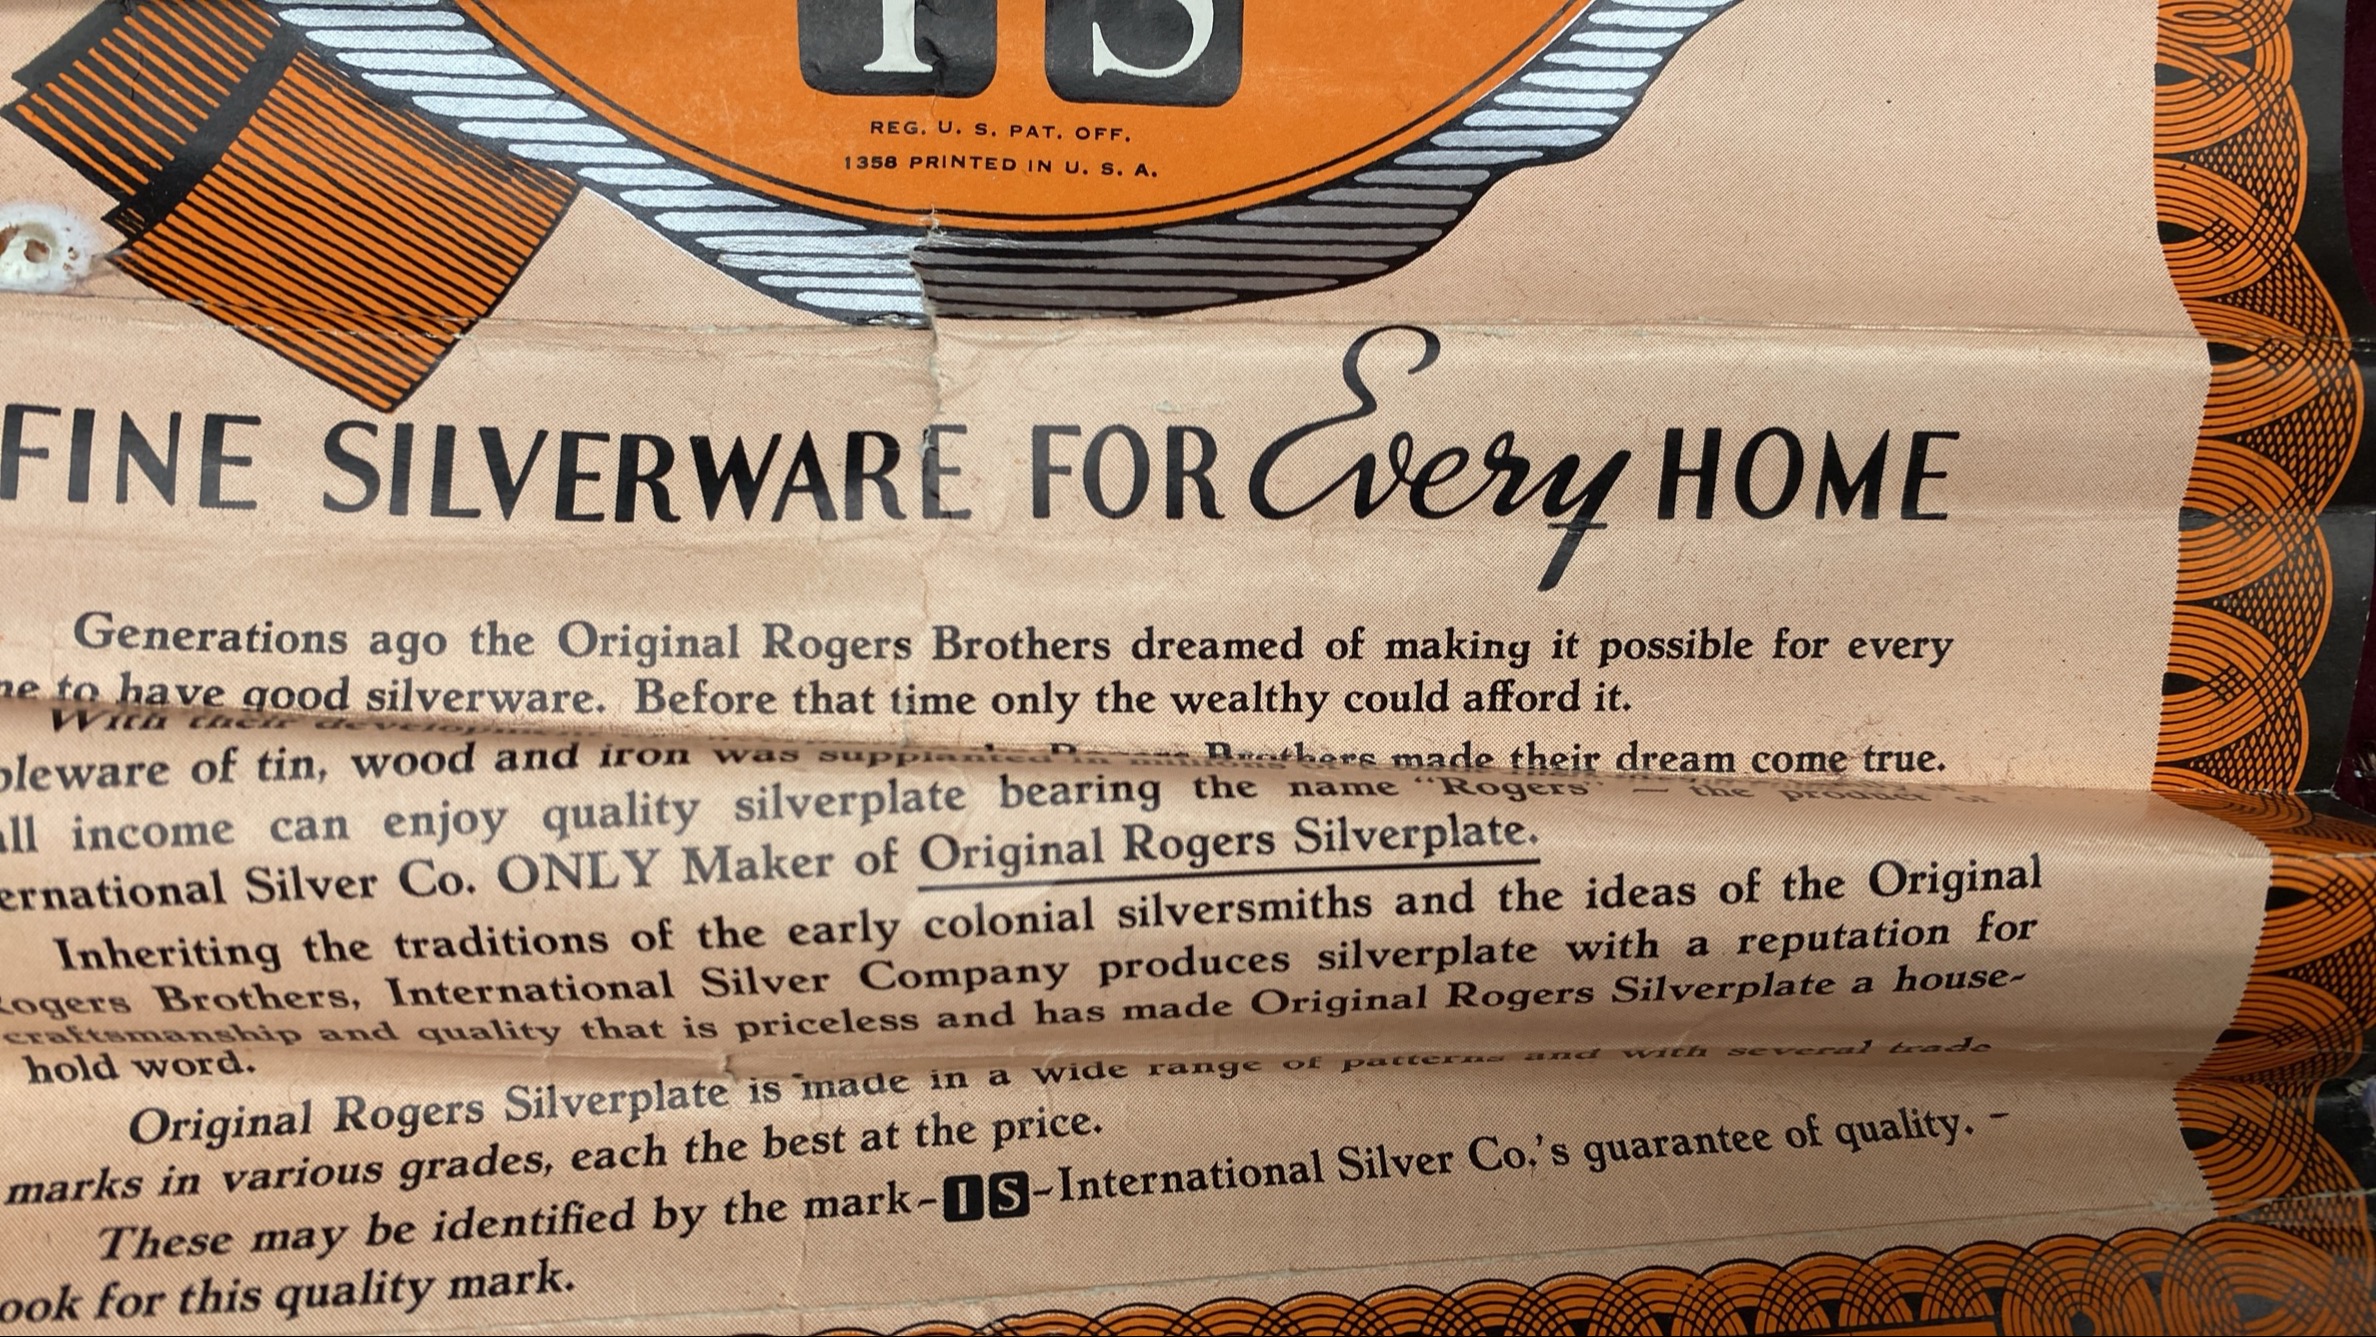 IS
REG. U. S. PAT. OFF.
1358 PRINTED IN U. S. A.
FINE SILVERWARE FOR Every HOME
Generations ago the Original Rogers Brothers dreamed of making it possible for every
to have good silverware. Before that time only the wealthy could afford it.
With their
of tin, wood and iron was Brothers made their dream come true.
income can enjoy quality silverplate bearing the name "Rogers" — the product of
Silver Co. ONLY Maker of Original Rogers Silverplate.
Inheriting the traditions of the early colonial silversmiths and the ideas of the Original
Rogers Brothers, International Silver Company produces silverplate with a reputation for
craftsmanship and quality that is priceless and has made Original Rogers Silverplate a house-
hold word.
Original Rogers Silverplate is made in a wide range of patterns and with several trade
marks in various grades, each the best at the price.
These may be identified by the mark-IS-International Silver Co.'s guarantee of quality. -
for this quality mark.